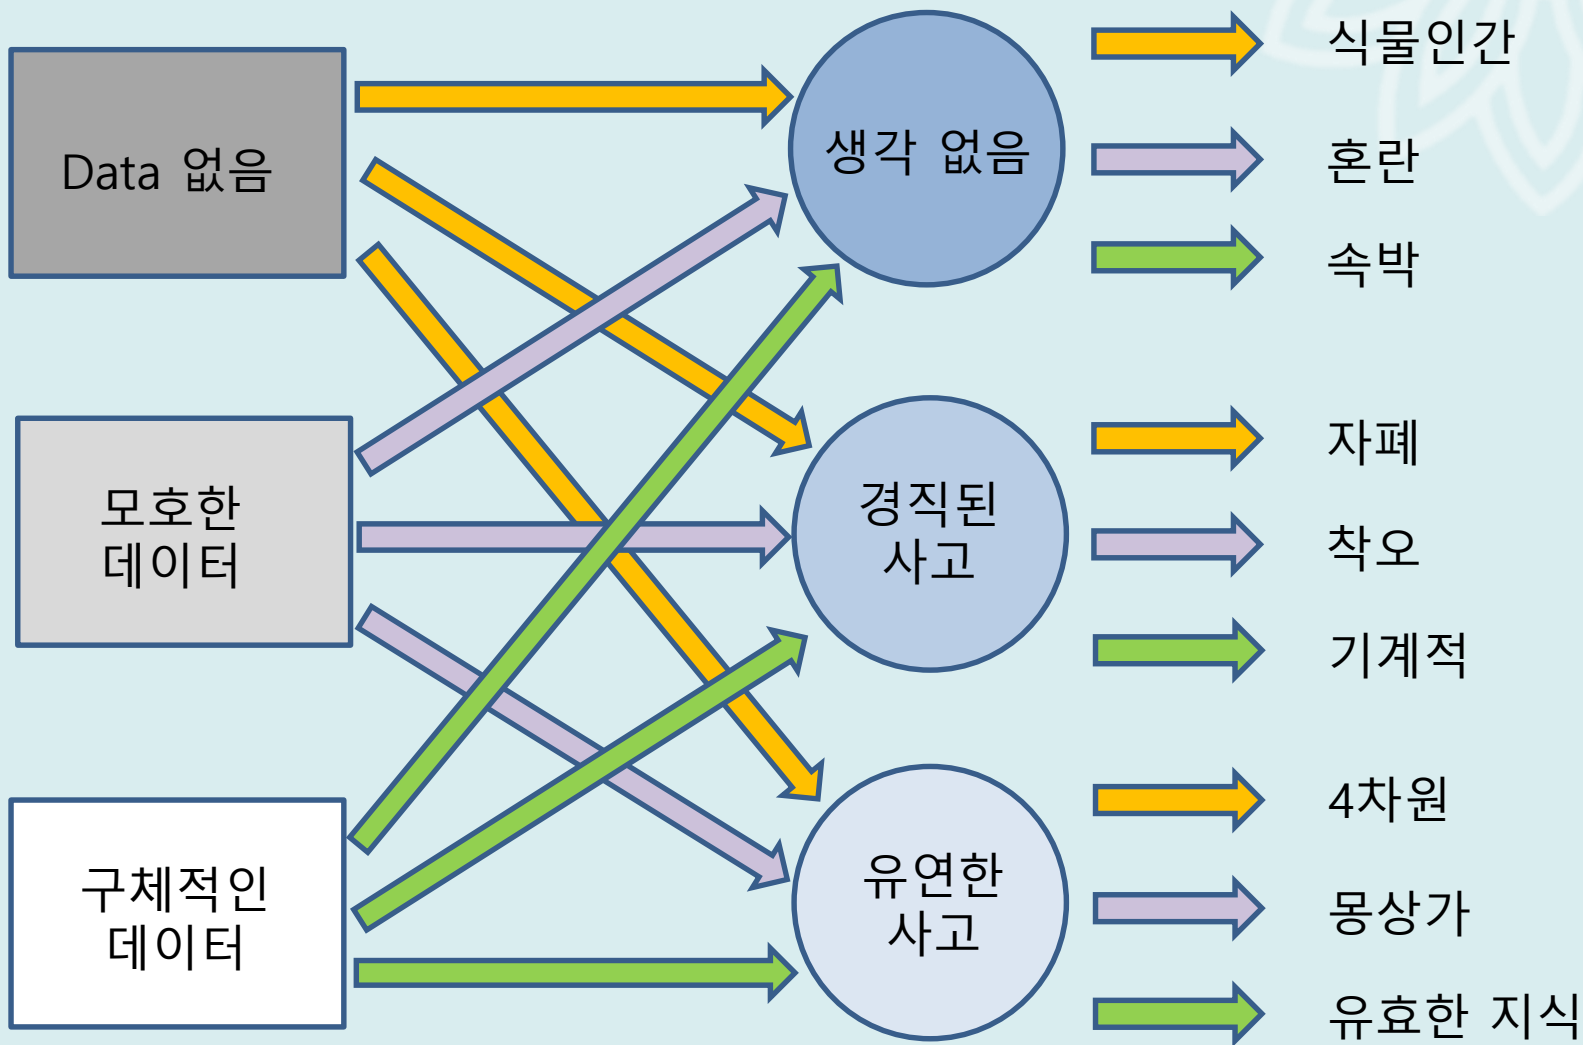 Data 없음
모호한
데이터
구체적인
데이터
생각 없음
경직된
사고
유연한
사고
식물인간
혼란
속박
자폐
착오
기계적
4차원
몽상가
유효한 지식